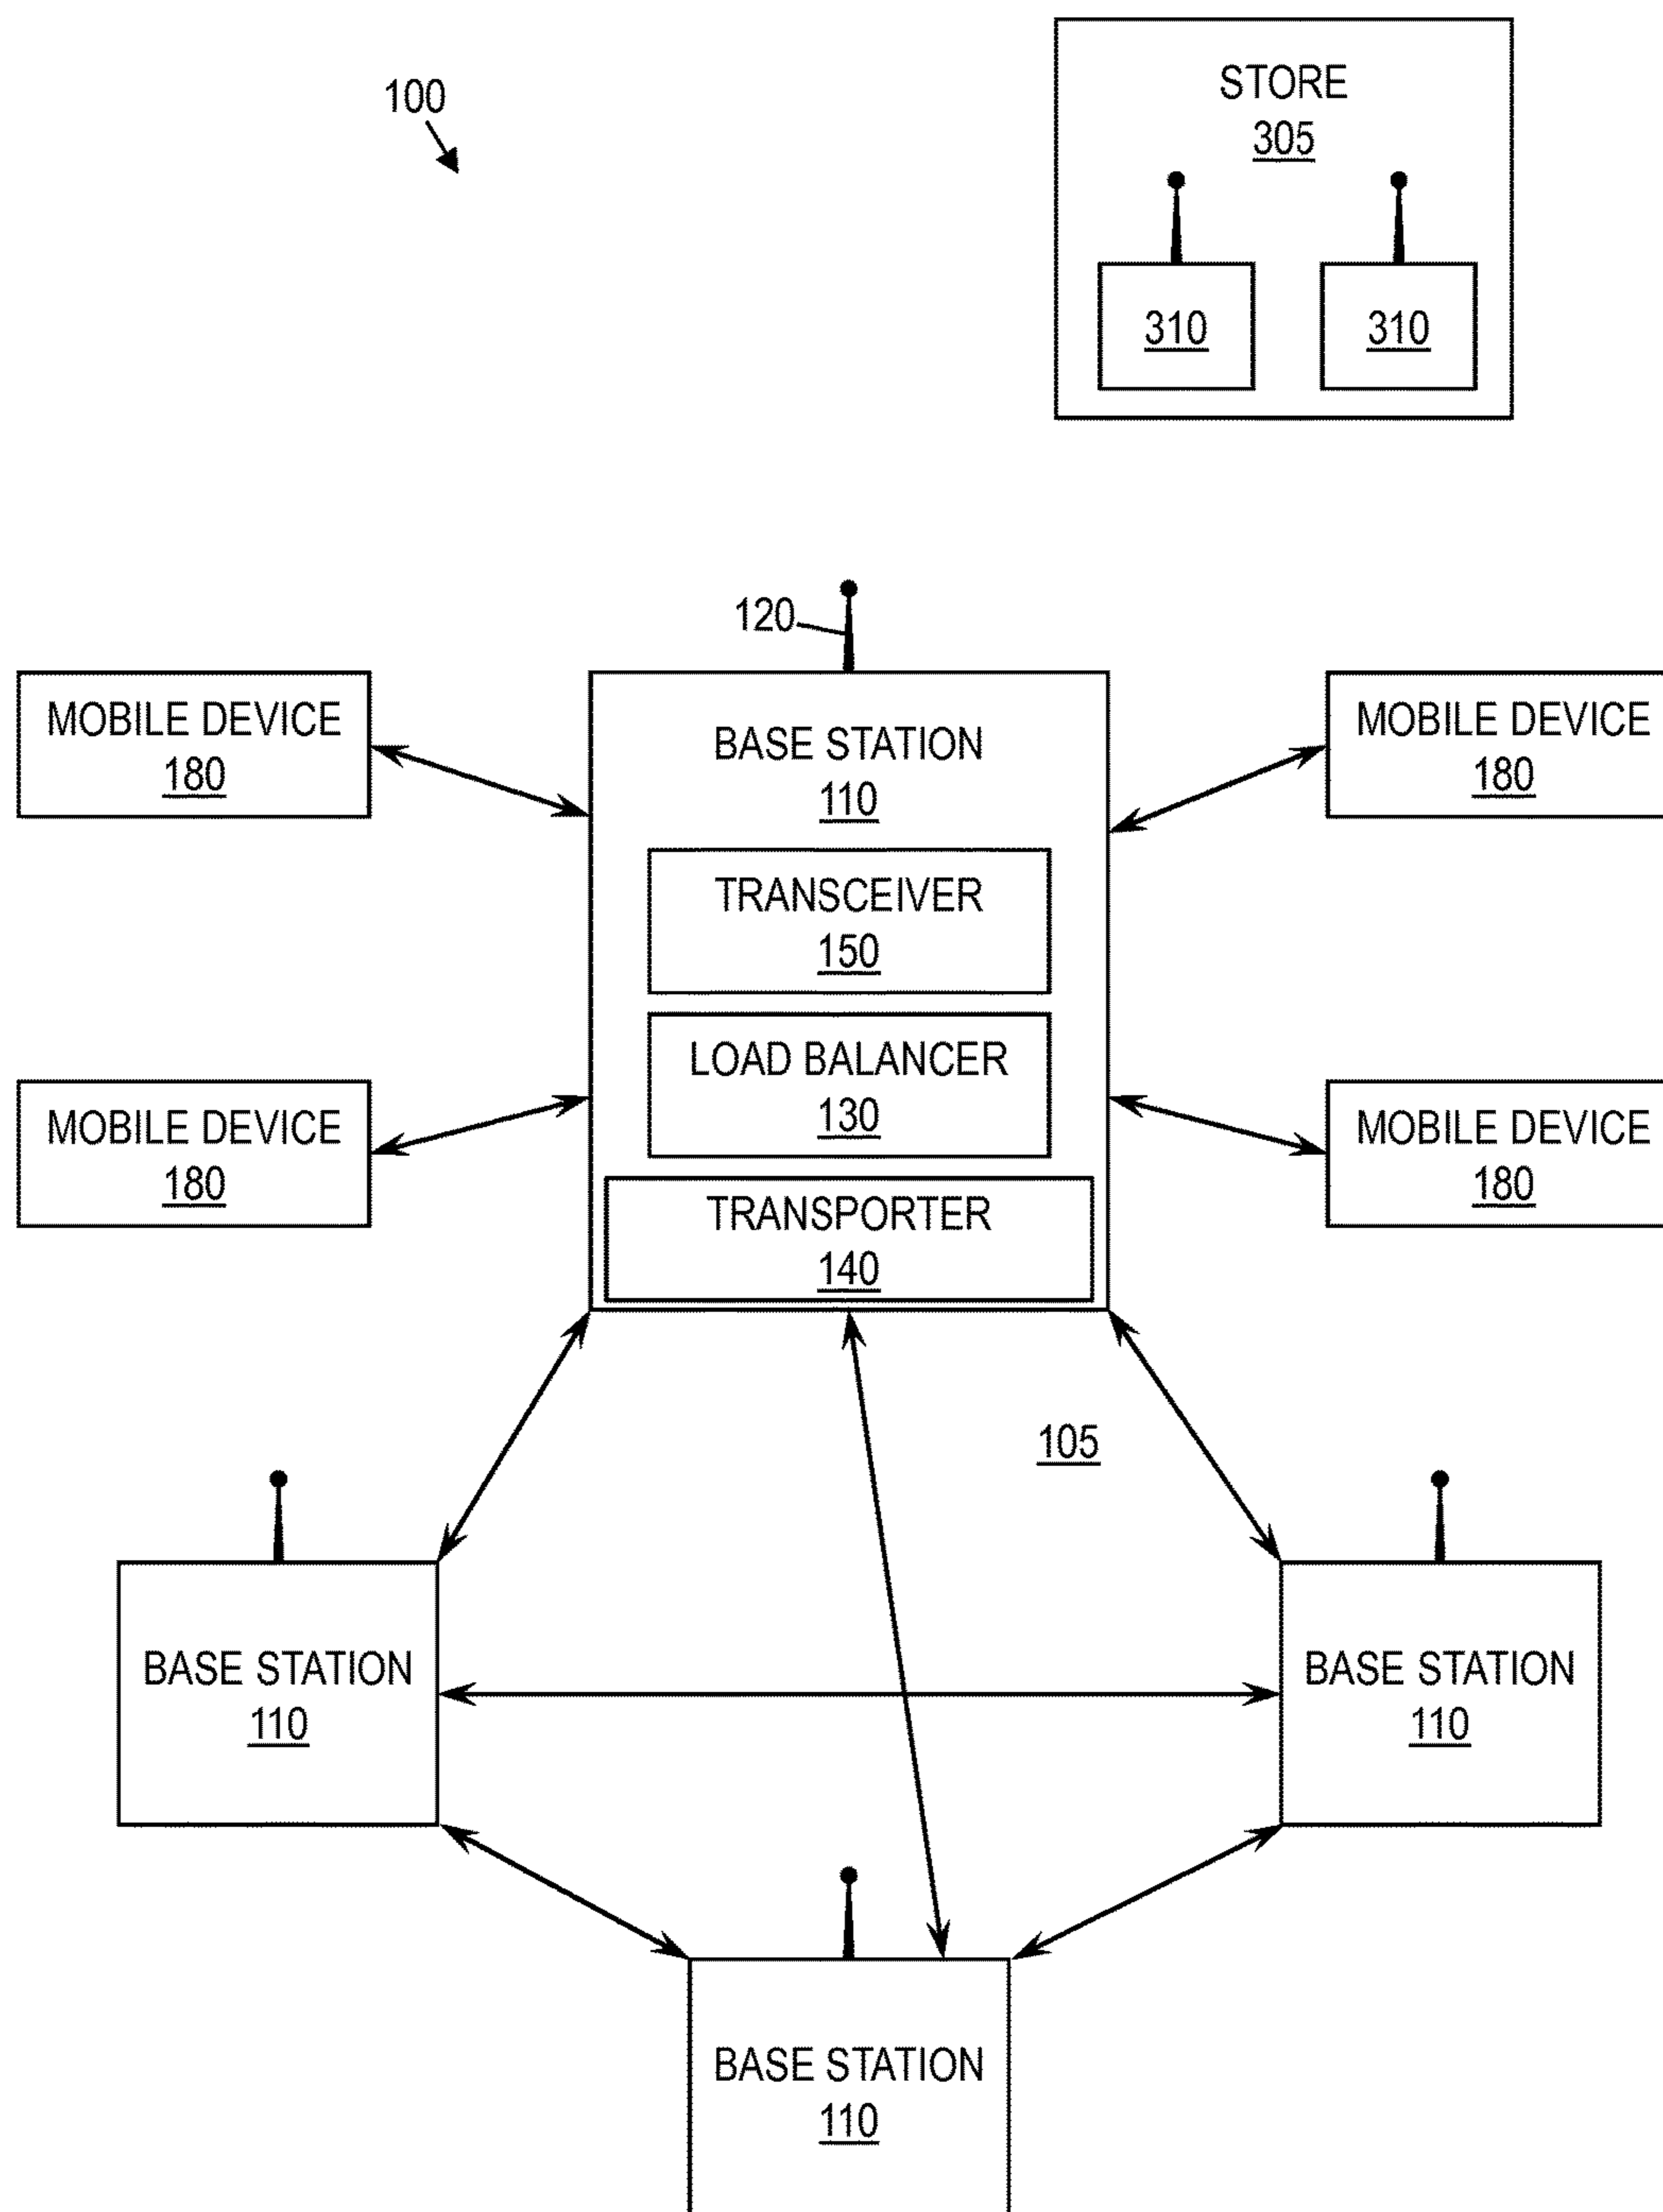 100
STORE
305
310
310
120
MOBILE DEVICE
180
BASE STATION
110
MOBILE DEVICE
180
TRANSCEIVER
150
LOAD BALANCER
130
MOBILE DEVICE
180
MOBILE DEVICE
180
TRANSPORTER
140
105
BASE STATION
110
BASE STATION
110
BASE STATION
110